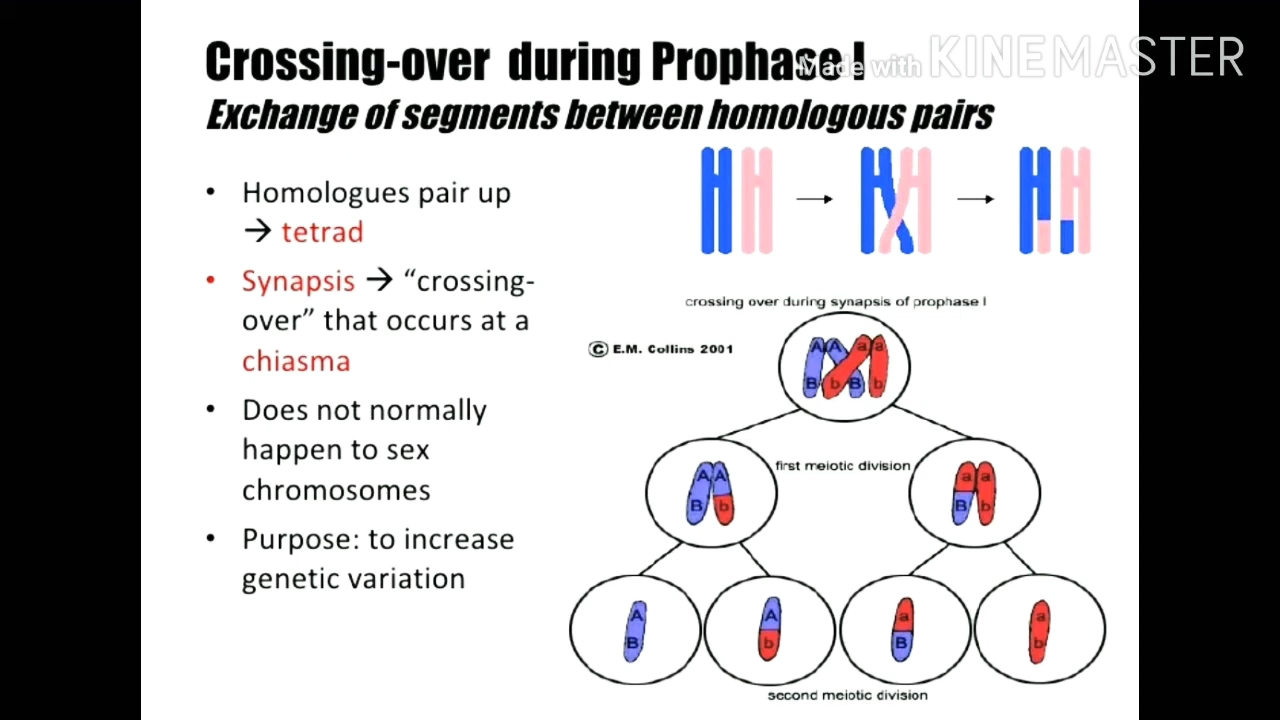 Crossing-over during Prophase I
Made with KINEMASTER
Exchange of segments between homologous pairs
• Homologues pair up
→ tetrad
• Synapsis → “crossing-
over” that occurs at a
chiasma
• Does not normally
happen to sex
chromosomes
• Purpose: to increase
genetic variation
crossing over during synapsis of prophase I
© E.M. Collins 2001
A A a a
B b B b
first meiotic division
A A
B b
a a
B b
A
B
A
b
a
B
a
b
second meiotic division